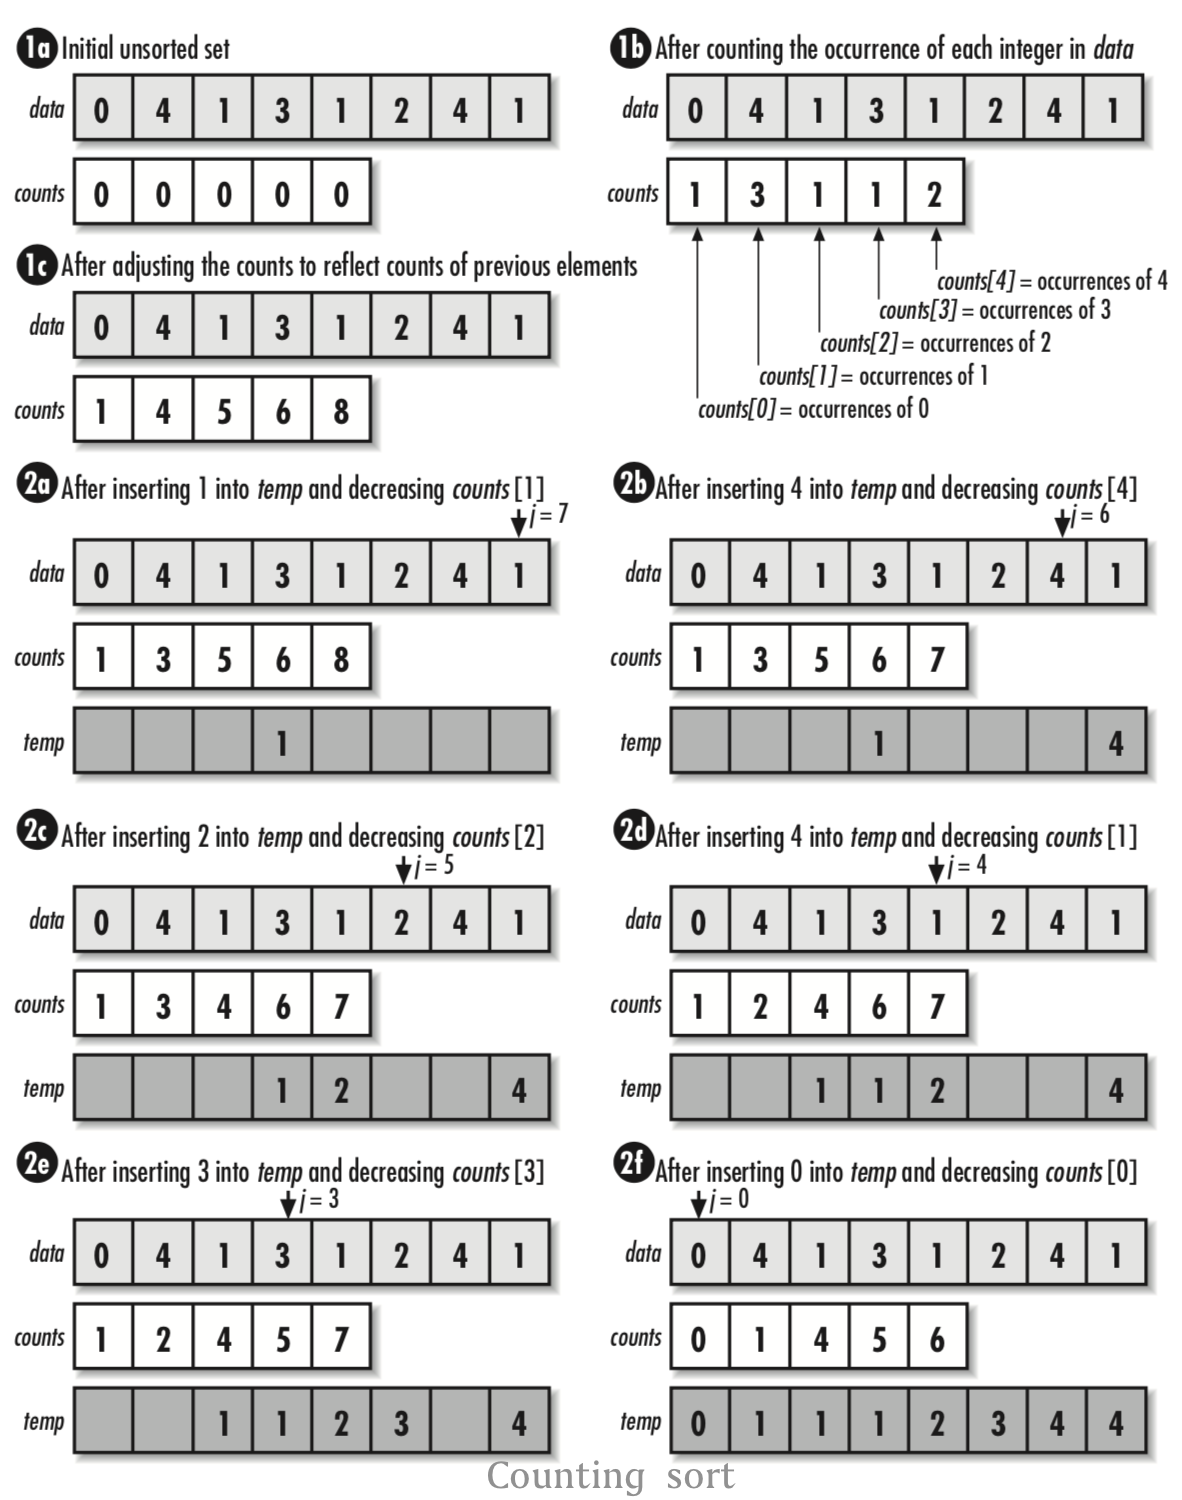 1a Initial unsorted set
data 0 4 1 3 1 2 4 1
counts 0 0 0 0 0
1b After counting the occurrence of each integer in data
data 0 4 1 3 1 2 4 1
counts 1 3 1 1 2
counts[4] = occurrences of 4
counts[3] = occurrences of 3
counts[2] = occurrences of 2
counts[1] = occurrences of 1
counts[0] = occurrences of 0
1c After adjusting the counts to reflect counts of previous elements
data 0 4 1 3 1 2 4 1
counts 1 4 5 6 8
2a After inserting 1 into temp and decreasing counts [1]
j = 7
data 0 4 1 3 1 2 4 1
counts 1 3 5 6 8
temp 1
2b After inserting 4 into temp and decreasing counts [4]
j = 6
data 0 4 1 3 1 2 4 1
counts 1 3 5 6 7
temp 1 4
2c After inserting 2 into temp and decreasing counts [2]
j = 5
data 0 4 1 3 1 2 4 1
counts 1 3 4 6 7
temp 1 2 4
2d After inserting 4 into temp and decreasing counts [1]
j = 4
data 0 4 1 3 1 2 4 1
counts 1 2 4 6 7
temp 1 1 2 4
2e After inserting 3 into temp and decreasing counts [3]
j = 3
data 0 4 1 3 1 2 4 1
counts 1 2 4 5 7
temp 1 1 2 3 4
2f After inserting 0 into temp and decreasing counts [0]
j = 0
data 0 4 1 3 1 2 4 1
counts 0 1 4 5 6
temp 0 1 1 1 2 3 4 4
Counting sort